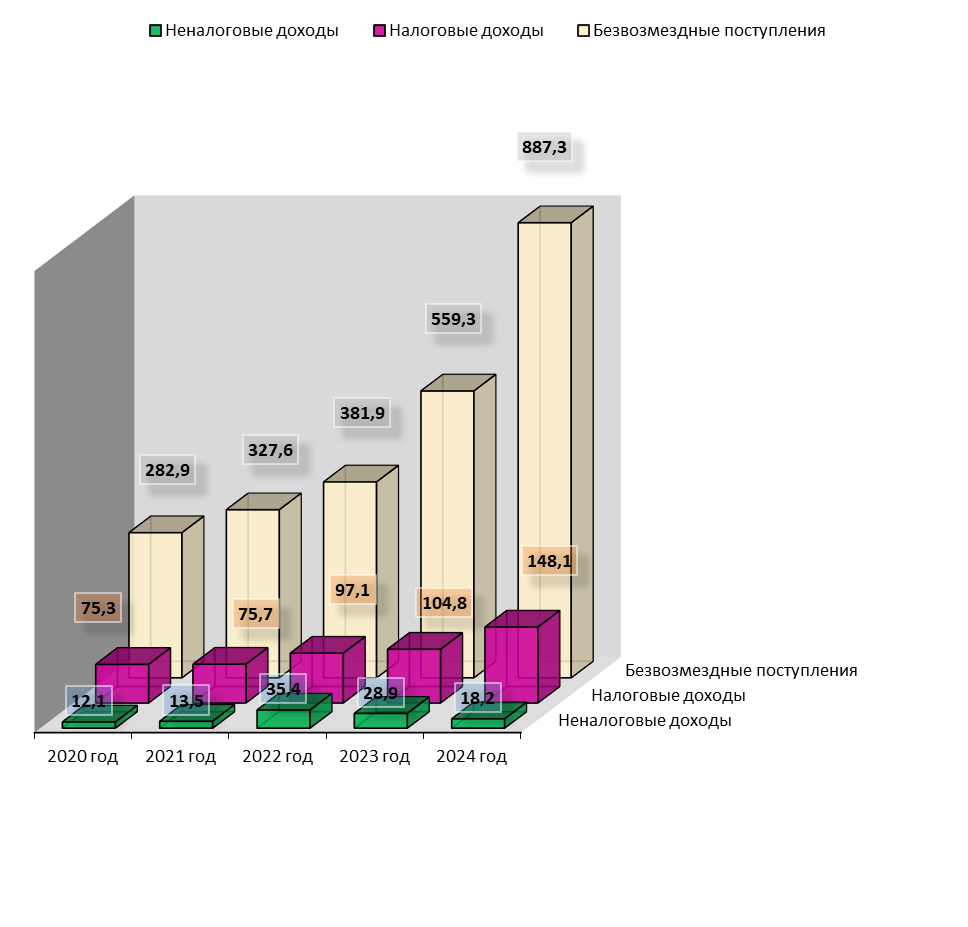 Неналоговые доходы Налоговые доходы Безвозмездные поступления
887,3
559,3
381,9
327,6
282,9
148,1
97,1
104,8
75,3
75,7
Безвозмездные поступления
Налоговые доходы
Неналоговые доходы
12,1 13,5 35,4 28,9 18,2
2020 год 2021 год 2022 год 2023 год 2024 год